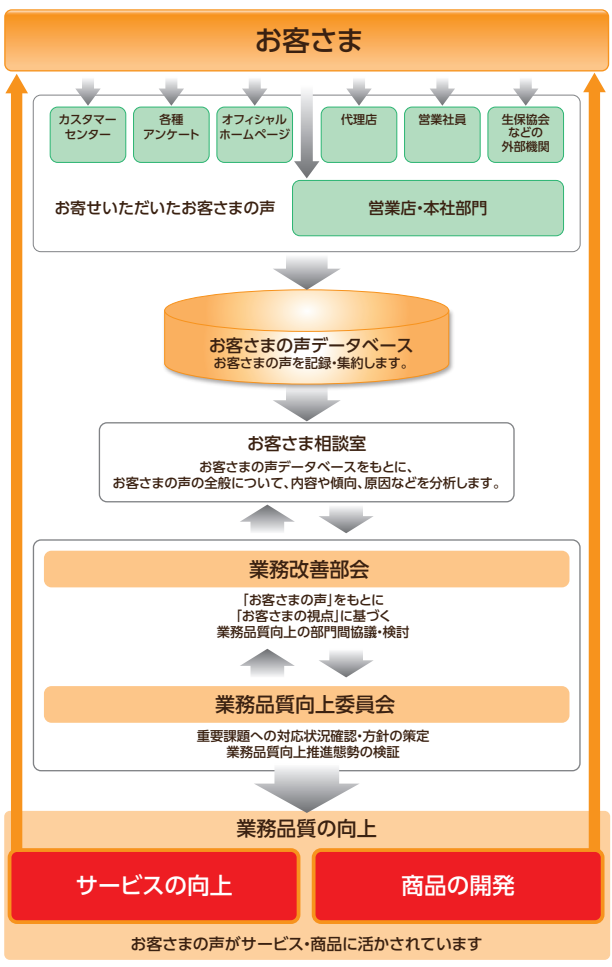 お客さま
カスタマー
センター
各種
アンケート
オフィシャル
ホームページ
代理店
営業社員
生保協会
などの
外部機関
お寄せいただいたお客さまの声
営業店・本社部門
お客さまの声データベース
お客さまの声を記録・集約します。
お客さま相談室
お客さまの声データベースをもとに、
お客さまの声の全般について、内容や傾向、原因などを分析します。
業務改善部会
「お客さまの声」をもとに
「お客さまの視点」に基づく
業務品質向上の部門間協議・検討
業務品質向上委員会
重要課題への対応状況確認・方針の策定
業務品質向上推進態勢の検証
業務品質の向上
サービスの向上
商品の開発
お客さまの声がサービス・商品に活かされています